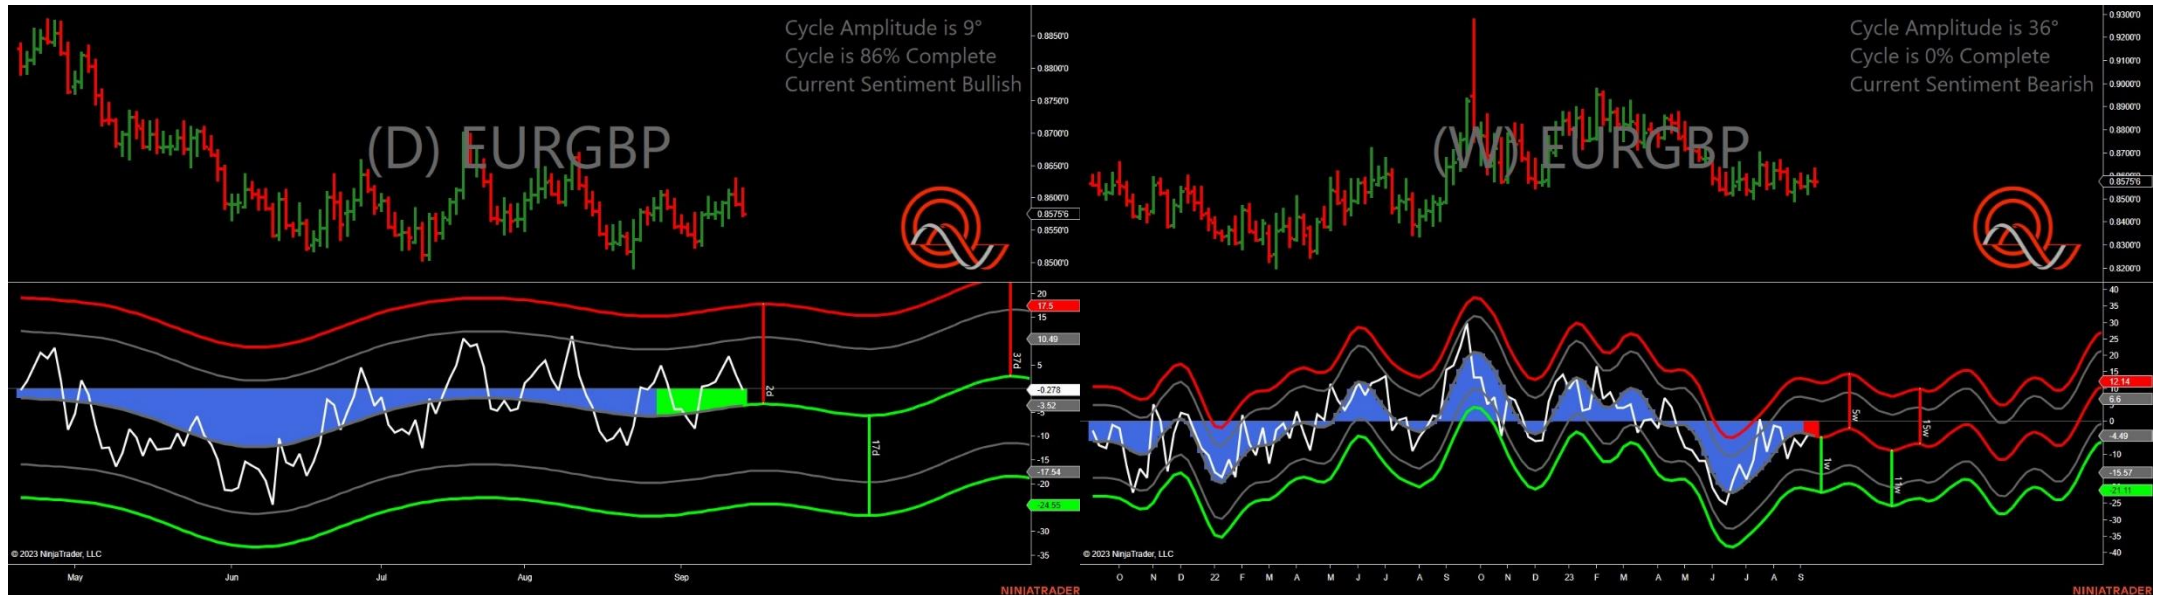 Cycle Amplitude is 9°
Cycle is 86% Complete
Current Sentiment Bullish
(D) EURGBP
0.8850'0
0.8800'0
0.8750'0
0.8700'0
0.8650'0
0.8600'0
0.8575'6
0.8550'0
0.8500'0
20
17.5
15
10.49
5
-0.278
-3.52
-5
-10
-15
-17.54
-20
-24.55
-30
-35
2d
17d
37d
© 2023 NinjaTrader, LLC
May Jun Jul Aug Sep
NINJATRADER
Cycle Amplitude is 36°
Cycle is 0% Complete
Current Sentiment Bearish
(W) EURGBP
0.9300'0
0.9200'0
0.9100'0
0.9000'0
0.8900'0
0.8800'0
0.8700'0
0.8575'6
0.8500'0
0.8400'0
0.8300'0
0.8200'0
40
35
30
25
20
15
12.14
6.6
5
0
-4.49
-10
-15.57
-21.11
-25
-30
-35
-40
5w
15w
1w
© 2023 NinjaTrader, LLC
O N D 22 F M A M J J A S O N D 23 F M A M J J A S
NINJATRADER